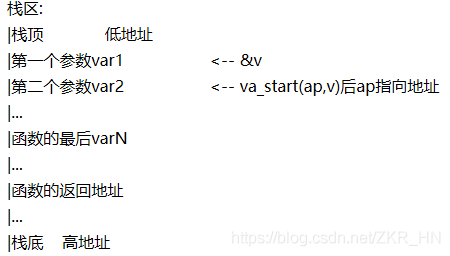 栈区:
|栈顶 低地址
|第一个参数var1 <-- &v
|第二个参数var2 <-- va_start(ap,v)后ap指向地址
|...
|函数的最后varN
|...
|函数的返回地址
|...
|栈底 高地址
https://blog.csdn.net/ZKR_HN